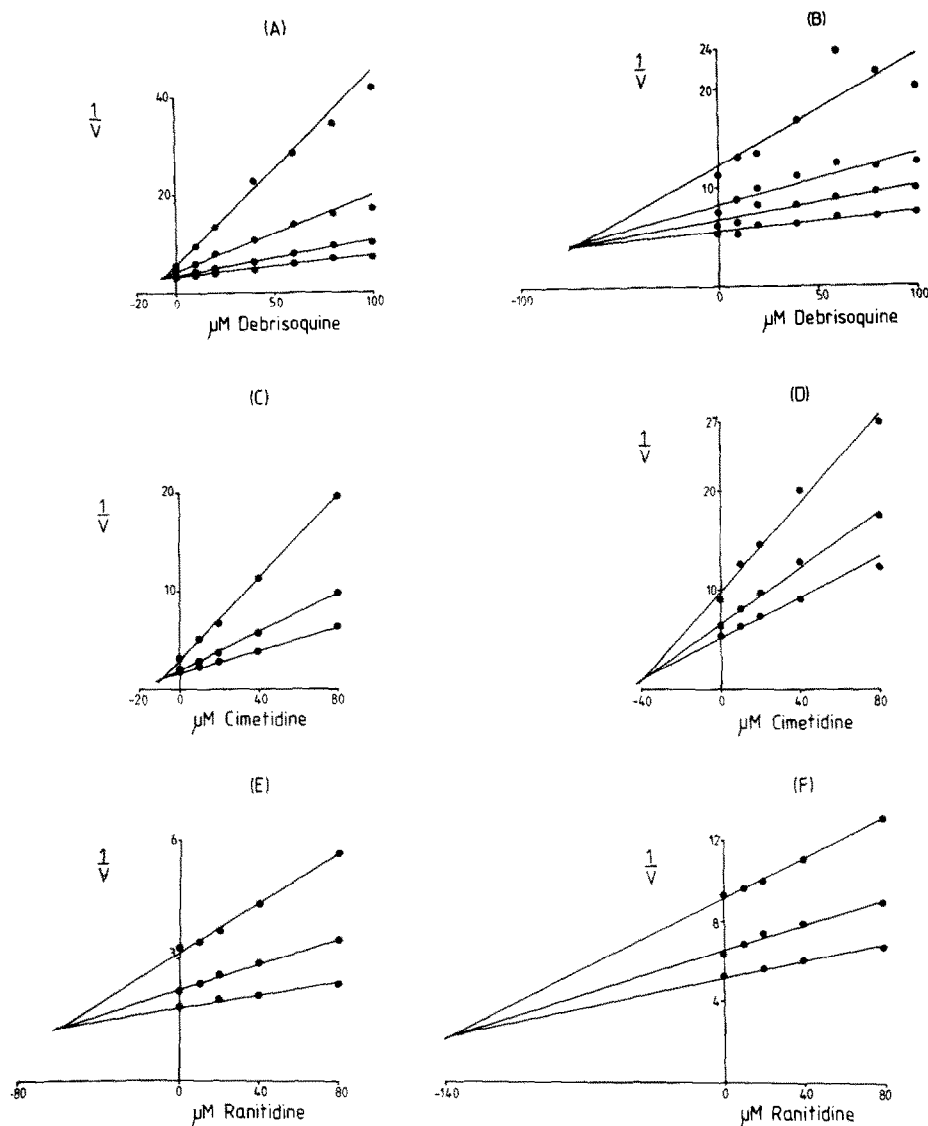 (A)
1/V
40
20
-20
0
50
100
µM Debrisoquine
(B)
1/V
24
20
10
-100
0
50
100
µM Debrisoquine
(C)
1/V
20
10
-20
0
40
80
µM Cimetidine
(D)
1/V
27
20
10
-40
0
40
80
µM Cimetidine
(E)
1/V
6
3
-80
0
40
80
µM Ranitidine
(F)
1/V
12
8
4
-140
0
40
80
µM Ranitidine